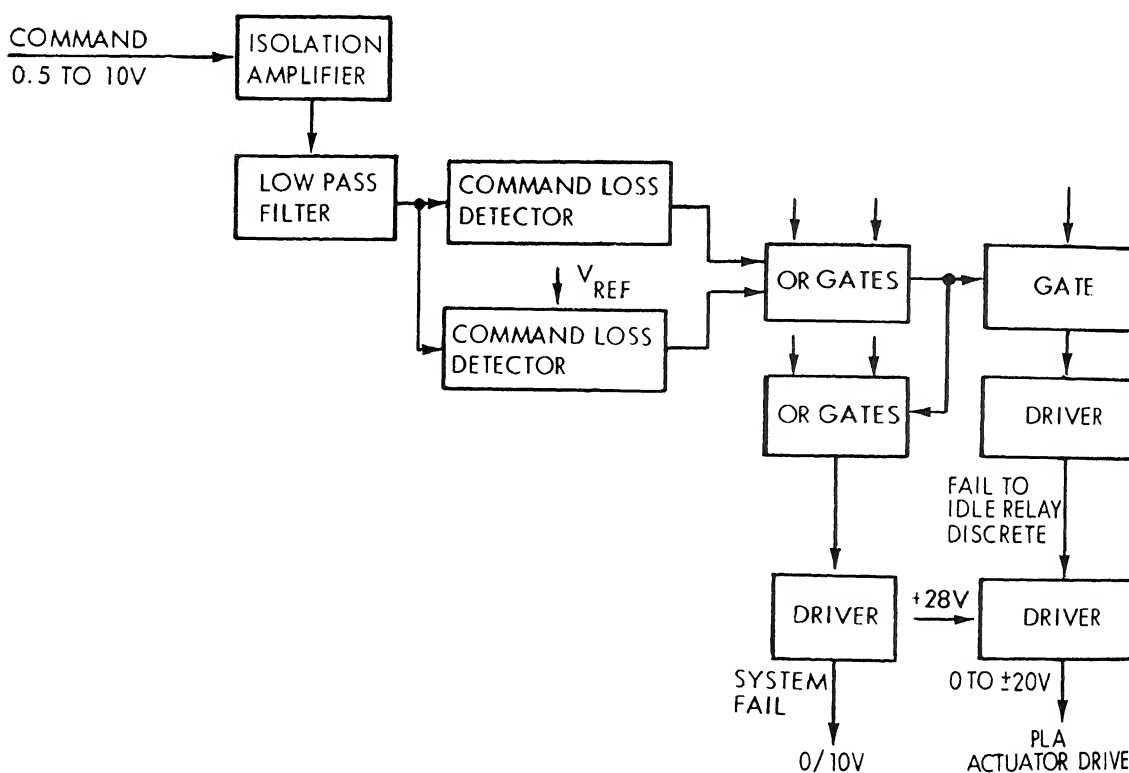 COMMAND
0.5 TO 10V
ISOLATION
AMPLIFIER
LOW PASS
FILTER
COMMAND LOSS
DETECTOR
V REF
COMMAND LOSS
DETECTOR
OR GATES
GATE
OR GATES
DRIVER
FAIL TO
IDLE RELAY
DISCRETE
DRIVER
+28V
DRIVER
SYSTEM
FAIL
0 TO ±20V
0/10V
PLA
ACTUATOR DRIVE